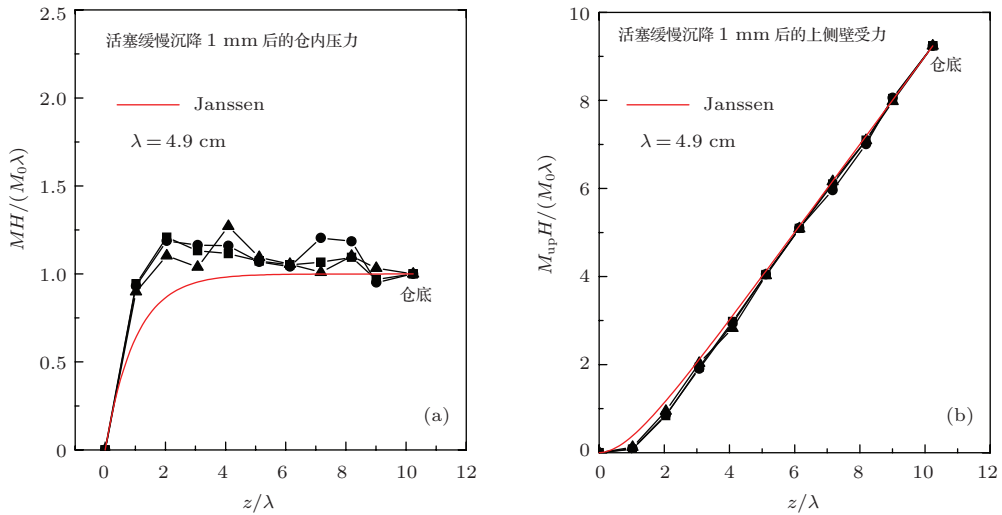 2.5
2.0
1.5
1.0
0.5
0
0 2 4 6 8 10 12
MH/(M₀λ)
z/λ
活塞缓慢沉降 1 mm 后的仓内压力
Janssen
λ = 4.9 cm
仓底
(a)
10
8
6
4
2
0
0 2 4 6 8 10 12
M_up H/(M₀λ)
z/λ
活塞缓慢沉降 1 mm 后的上侧壁受力
仓底
Janssen
λ = 4.9 cm
(b)